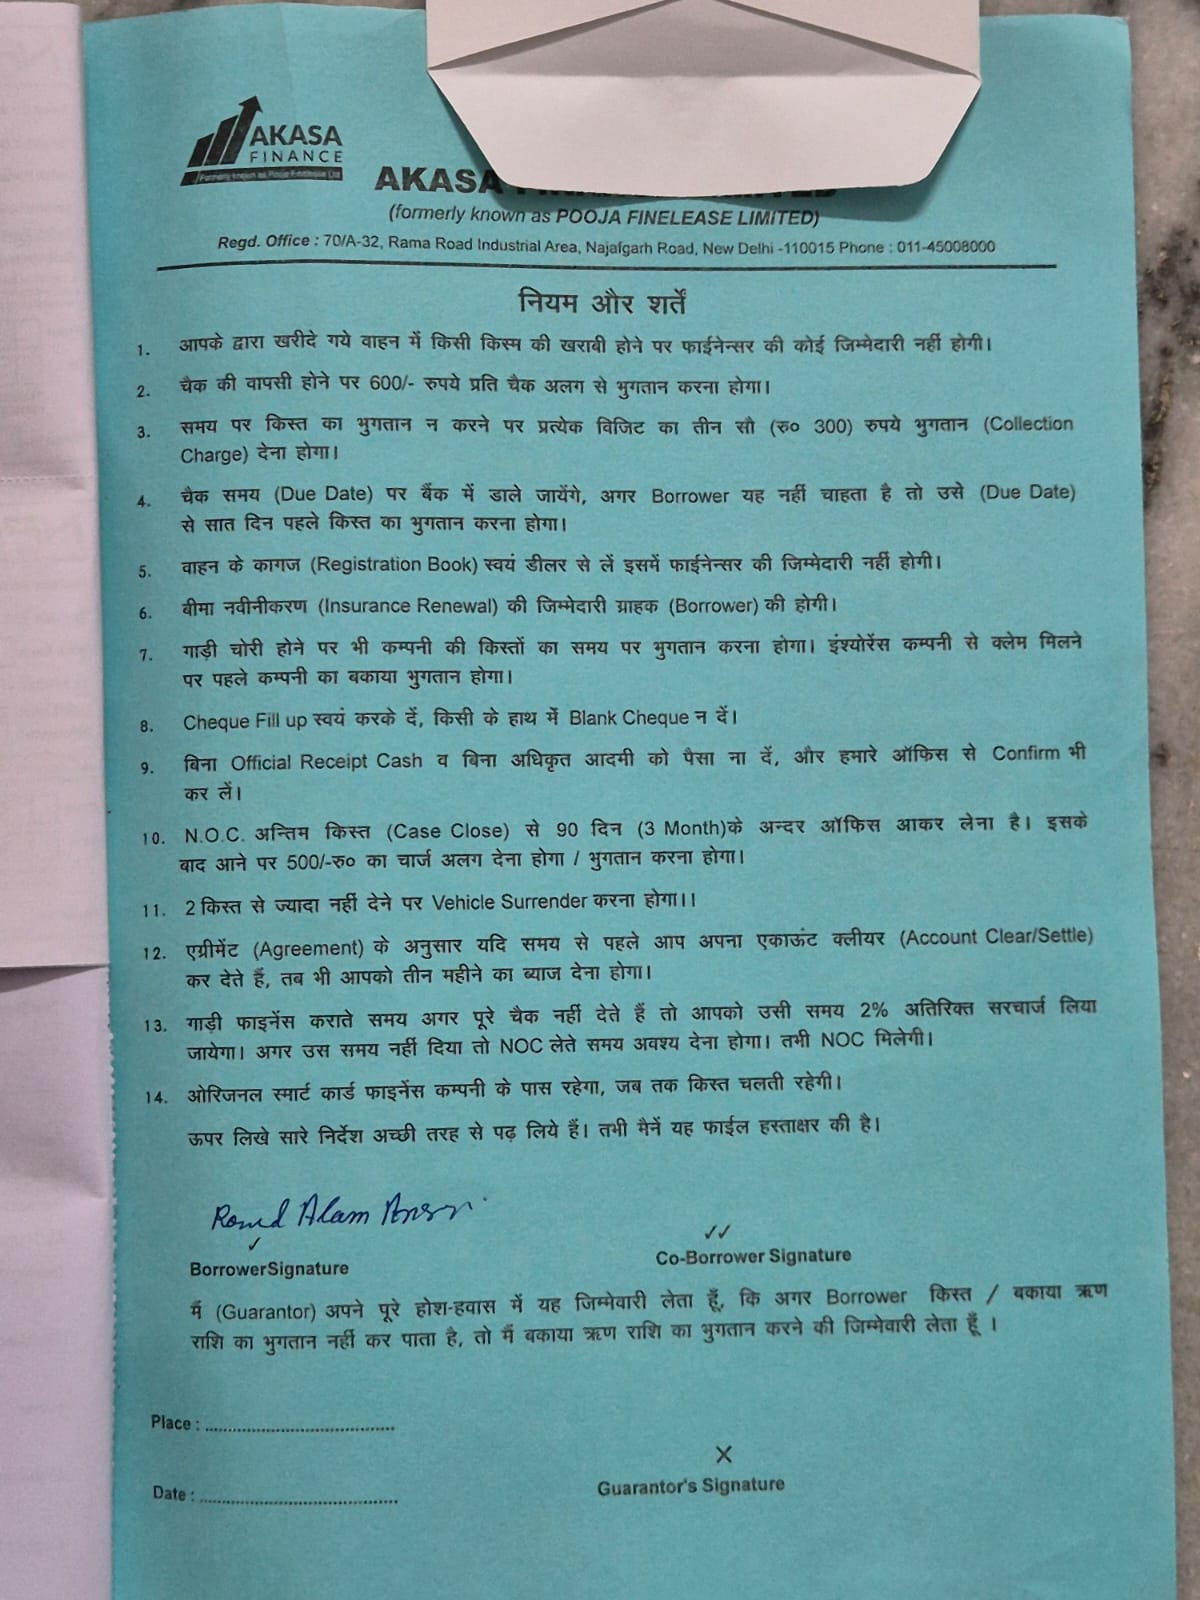 AKASA
FINANCE
Formerly known as Pooja Finelease Ltd
AKASA
(formerly known as POOJA FINELEASE LIMITED)
Regd. Office : 70/A-32, Rama Road Industrial Area, Najafgarh Road, New Delhi -110015 Phone : 011-45008000
नियम और शर्तें
1. आपके द्वारा खरीदे गये वाहन में किसी किस्म की खराबी होने पर फाईनेन्सर की कोई जिम्मेदारी नहीं होगी।
2. चैक की वापसी होने पर 600/- रुपये प्रति चैक अलग से भुगतान करना होगा।
3. समय पर किस्त का भुगतान न करने पर प्रत्येक विजिट का तीन सौ (रु० 300) रुपये भुगतान (Collection
Charge) देना होगा।
4. चैक समय (Due Date) पर बैंक में डाले जायेंगे, अगर Borrower यह नहीं चाहता है तो उसे (Due Date)
से सात दिन पहले किस्त का भुगतान करना होगा।
5. वाहन के कागज (Registration Book) स्वयं डीलर से लें इसमें फाईनेन्सर की जिम्मेदारी नहीं होगी।
6. बीमा नवीनीकरण (Insurance Renewal) की जिम्मेदारी ग्राहक (Borrower) की होगी।
7. गाड़ी चोरी होने पर भी कम्पनी की किस्तों का समय पर भुगतान करना होगा। इंश्योरेंस कम्पनी से क्लेम मिलने
पर पहले कम्पनी का बकाया भुगतान होगा।
8. Cheque Fill up स्वयं करके दें, किसी के हाथ में Blank Cheque न दें।
9. बिना Official Receipt Cash व बिना अधिकृत आदमी को पैसा ना दें, और हमारे ऑफिस से Confirm भी
कर लें।
10. N.O.C. अन्तिम किस्त (Case Close) से 90 दिन (3 Month)के अन्दर ऑफिस आकर लेना है। इसके
बाद आने पर 500/-रु० का चार्ज अलग देना होगा / भुगतान करना होगा।
11. 2 किस्त से ज्यादा नहीं देने पर Vehicle Surrender करना होगा।।
12. एग्रीमेंट (Agreement) के अनुसार यदि समय से पहले आप अपना एकाऊंट क्लीयर (Account Clear/Settle)
कर देते हैं, तब भी आपको तीन महीने का ब्याज देना होगा।
13. गाड़ी फाइनेंस कराते समय अगर पूरे चैक नहीं देते हैं तो आपको उसी समय 2% अतिरिक्त सरचार्ज लिया
जायेगा। अगर उस समय नहीं दिया तो NOC लेते समय अवश्य देना होगा। तभी NOC मिलेगी।
14. ओरिजनल स्मार्ट कार्ड फाइनेंस कम्पनी के पास रहेगा, जब तक किस्त चलती रहेगी।
ऊपर लिखे सारे निर्देश अच्छी तरह से पढ़ लिये हैं। तभी मैनें यह फाईल हस्ताक्षर की है।
Alam
BorrowerSignature
Co-Borrower Signature
मैं (Guarantor) अपने पूरे होश-हवास में यह जिम्मेवारी लेता हूँ, कि अगर Borrower किस्त / बकाया ऋण
राशि का भुगतान नहीं कर पाता है, तो मैं बकाया ऋण राशि का भुगतान करने की जिम्मेवारी लेता हूँ ।
Place :
X
Guarantor's Signature
Date :